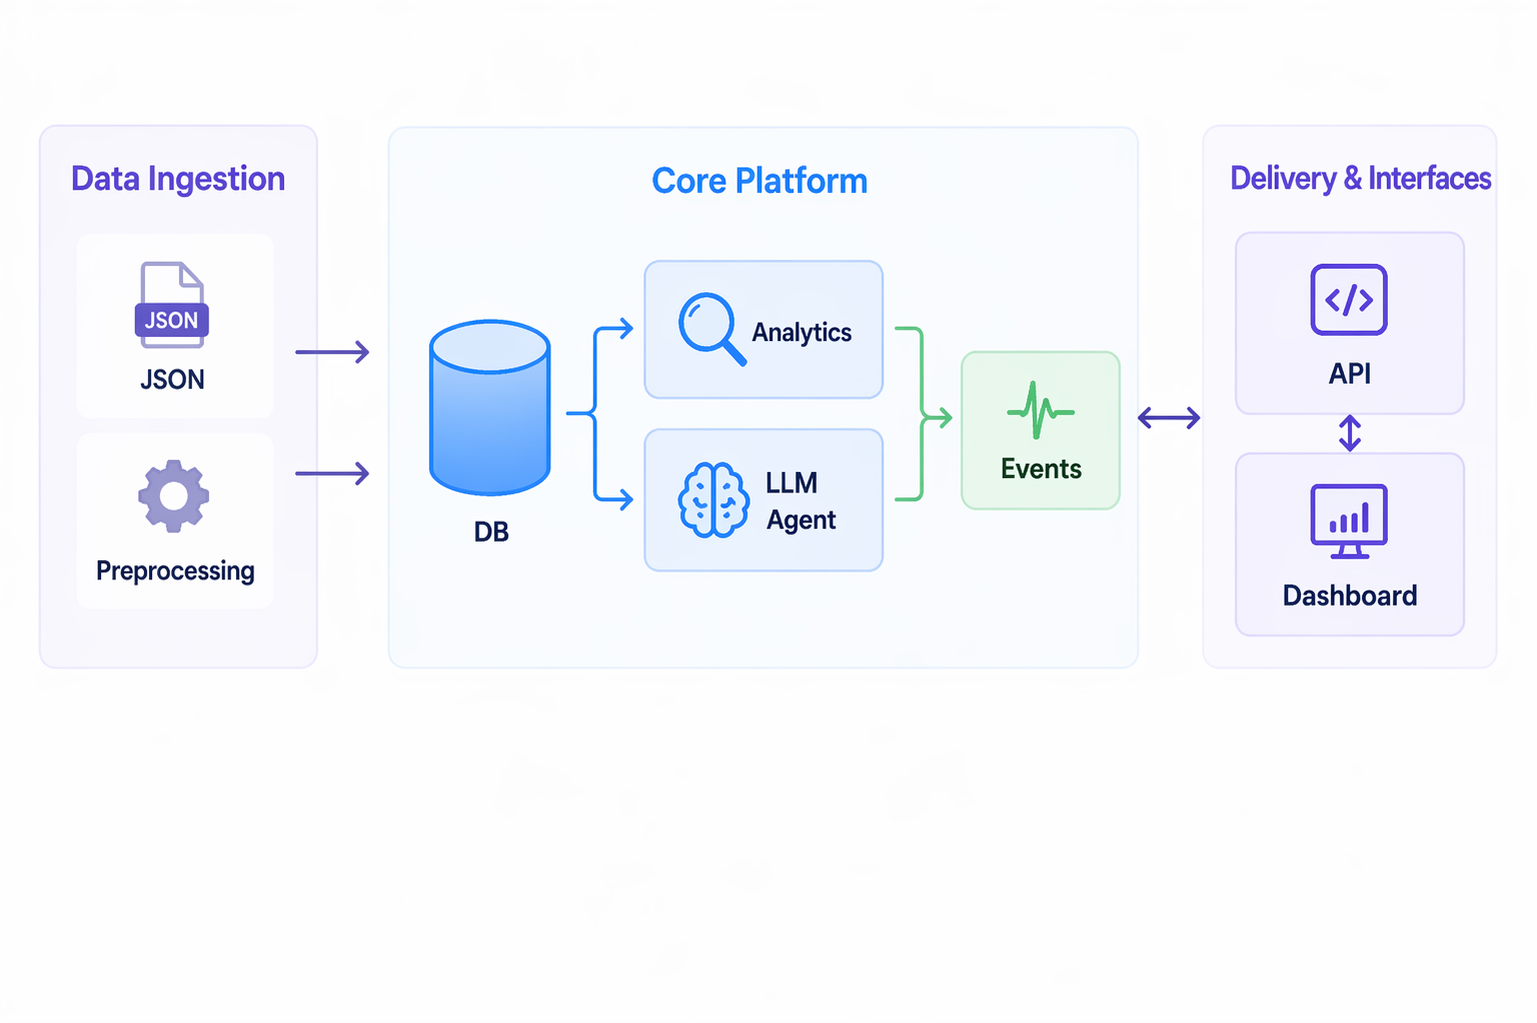 Data Ingestion
JSON
JSON
Preprocessing
Core Platform
DB
Analytics
LLM
Agent
Events
Delivery & Interfaces
API
Dashboard